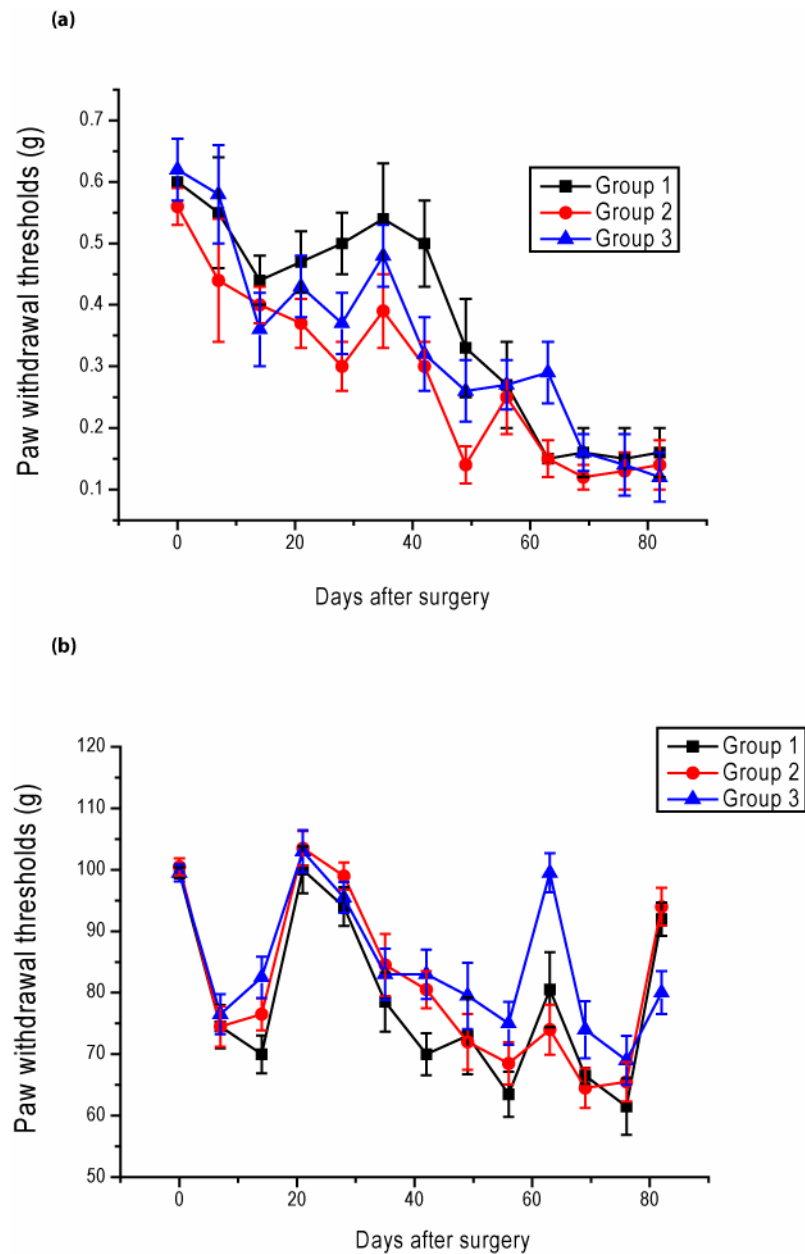 (a)
Paw withdrawal thresholds (g)
0.7
0.6
0.5
0.4
0.3
0.2
0.1
Group 1
Group 2
Group 3
0 20 40 60 80
Days after surgery
(b)
Paw withdrawal thresholds (g)
120
110
100
90
80
70
60
50
Group 1
Group 2
Group 3
0 20 40 60 80
Days after surgery